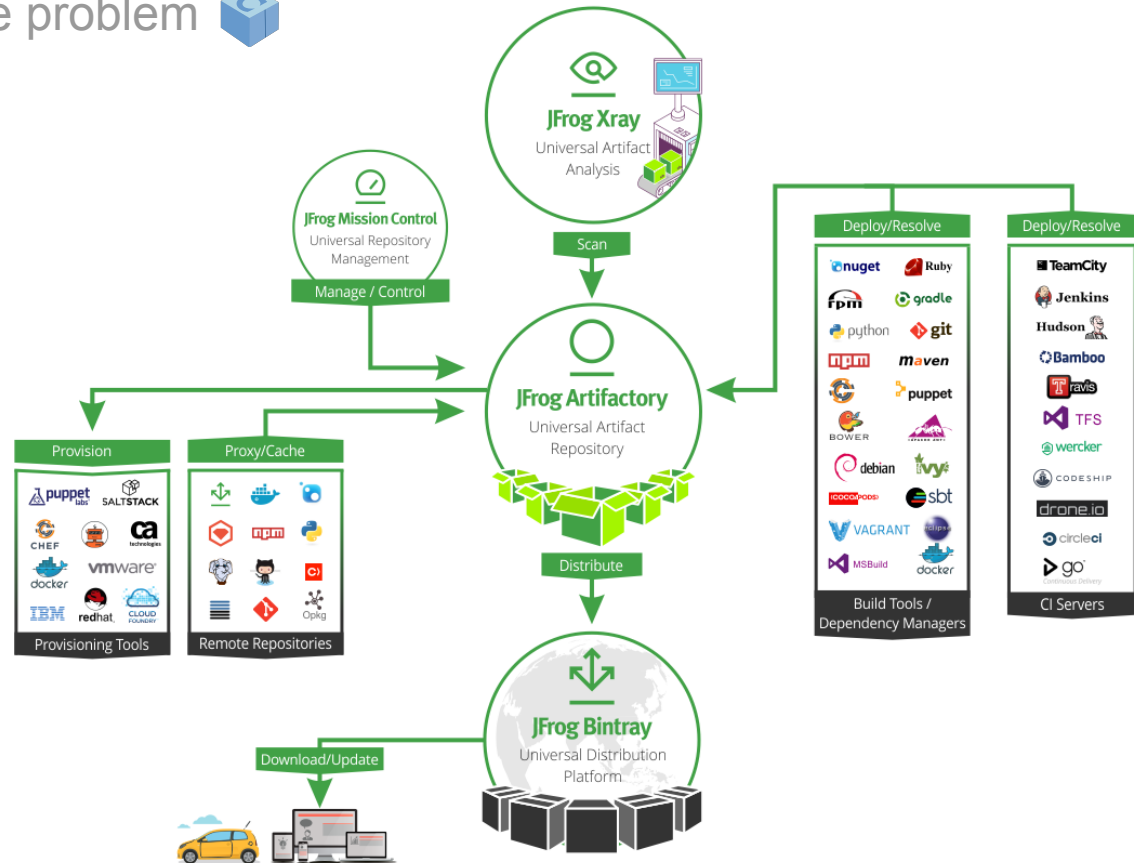 e problem
JFrog Xray
Universal Artifact
Analysis
JFrog Mission Control
Universal Repository
Management
Manage / Control
Scan
JFrog Artifactory
Universal Artifact
Repository
Deploy/Resolve
nuget
Ruby
rpm
gradle
python
git
npm
maven
puppet
BOWER
debian
ivy
COCOAPODS
sbt
VAGRANT
eclipse
MSBuild
docker
Build Tools /
Dependency Managers
Deploy/Resolve
TeamCity
Jenkins
Hudson
Bamboo
Travis
TFS
wercker
CODESHIP
drone.io
circleci
go
Continuous Delivery
CI Servers
Provision
puppet
labs
SALTSTACK
CHEF
ca
technologies
docker
vmware
IBM
redhat
CLOUD
FOUNDRY
Provisioning Tools
Proxy/Cache
npm
Opkg
Remote Repositories
Distribute
JFrog Bintray
Universal Distribution
Platform
Download/Update